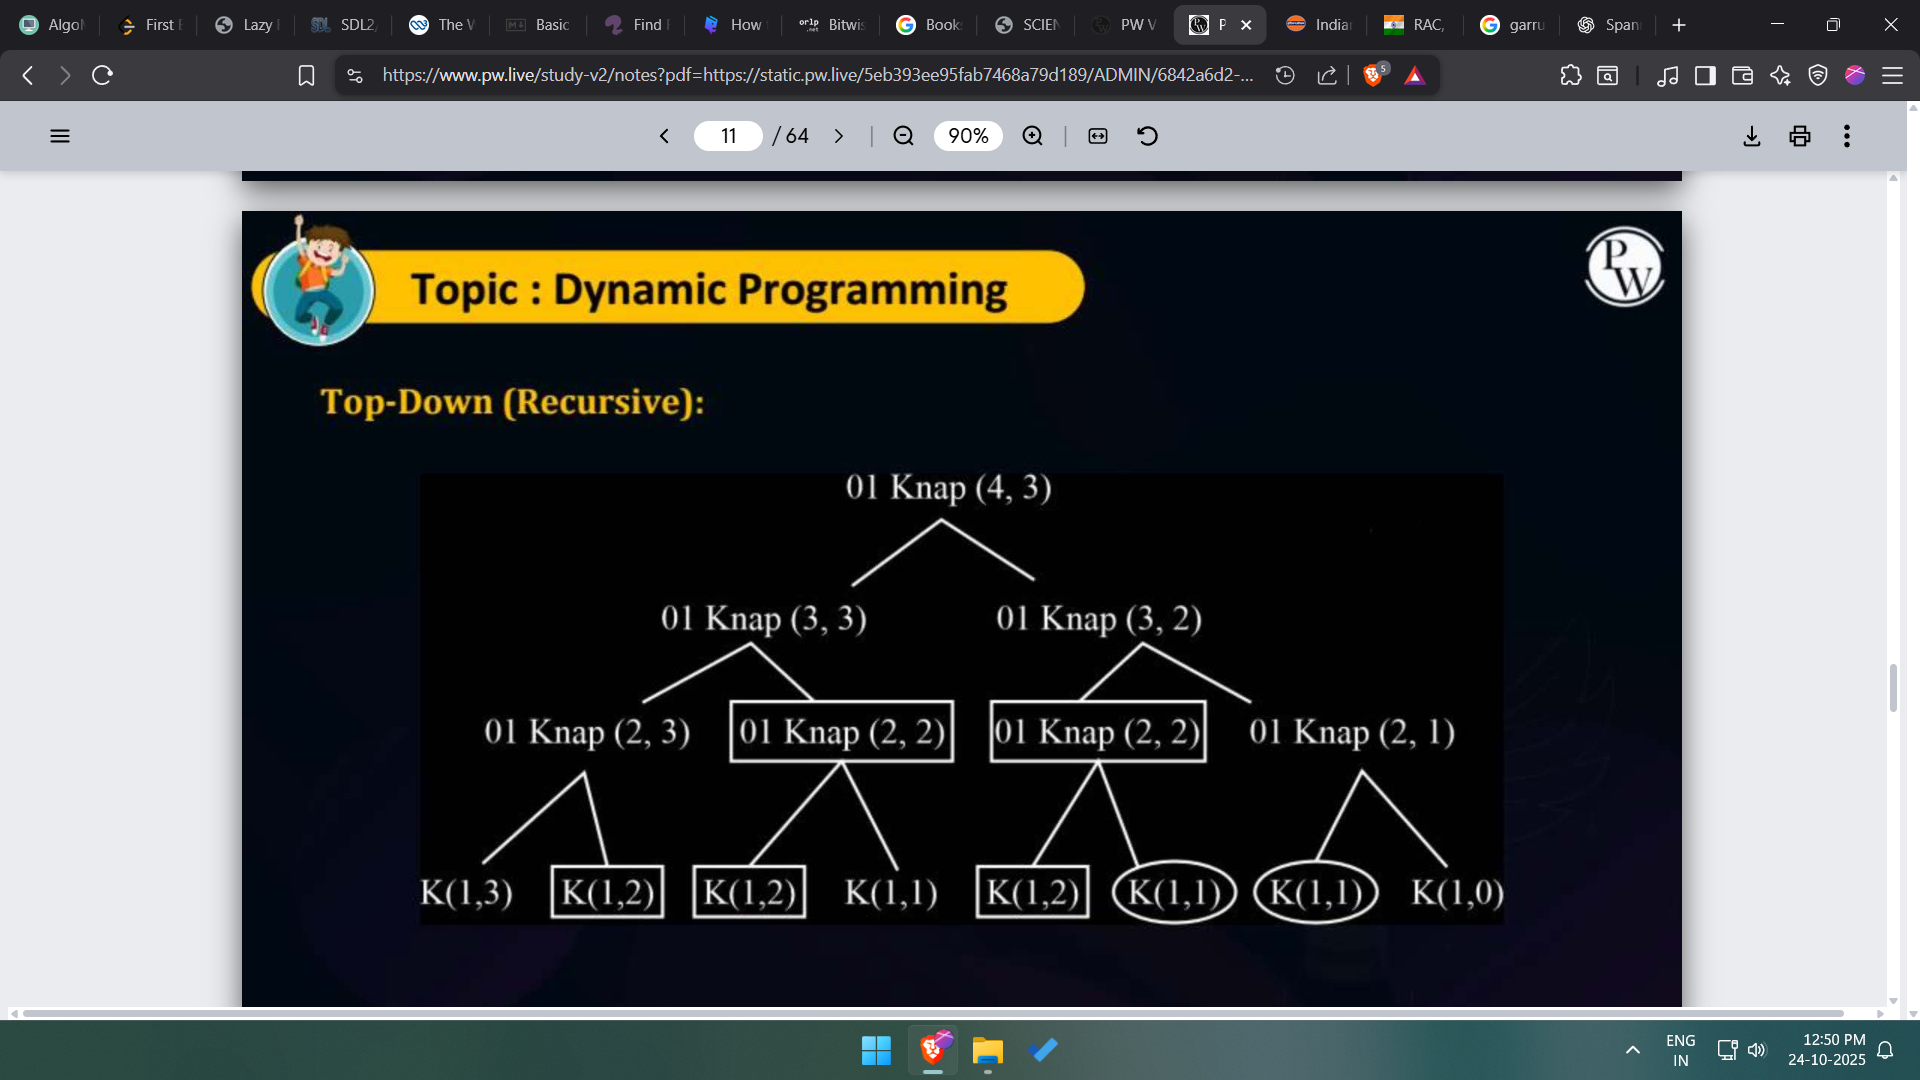 Algol
First E
Lazy
SDL2
The W
Basic
Find
How
orlp .net Bitwis
Book
SCIEN
PW V
P
India
RAC,
garru
Span
https://www.pw.live/study-v2/notes?pdf=https://static.pw.live/5eb393ee95fab7468a79d189/ADMIN/6842a6d2-...
5
11 / 64
90%
Topic : Dynamic Programming
PW
Top-Down (Recursive):
01 Knap (4, 3)
01 Knap (3, 3) 01 Knap (3, 2)
01 Knap (2, 3) 01 Knap (2, 2) 01 Knap (2, 2) 01 Knap (2, 1)
K(1,3) K(1,2) K(1,2) K(1,1) K(1,2) K(1,1) K(1,1) K(1,0)
ENG
IN
12:50 PM
24-10-2025